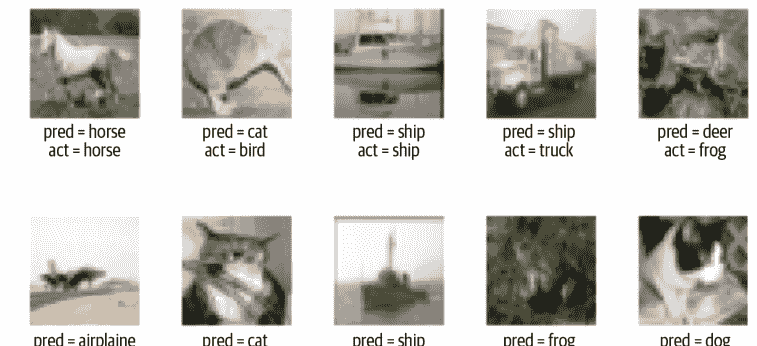 pred = horse
act = horse
pred = cat
act = bird
pred = ship
act = ship
pred = ship
act = truck
pred = deer
act = frog
pred = airplaine
pred = cat
pred = ship
pred = frog
pred = dog